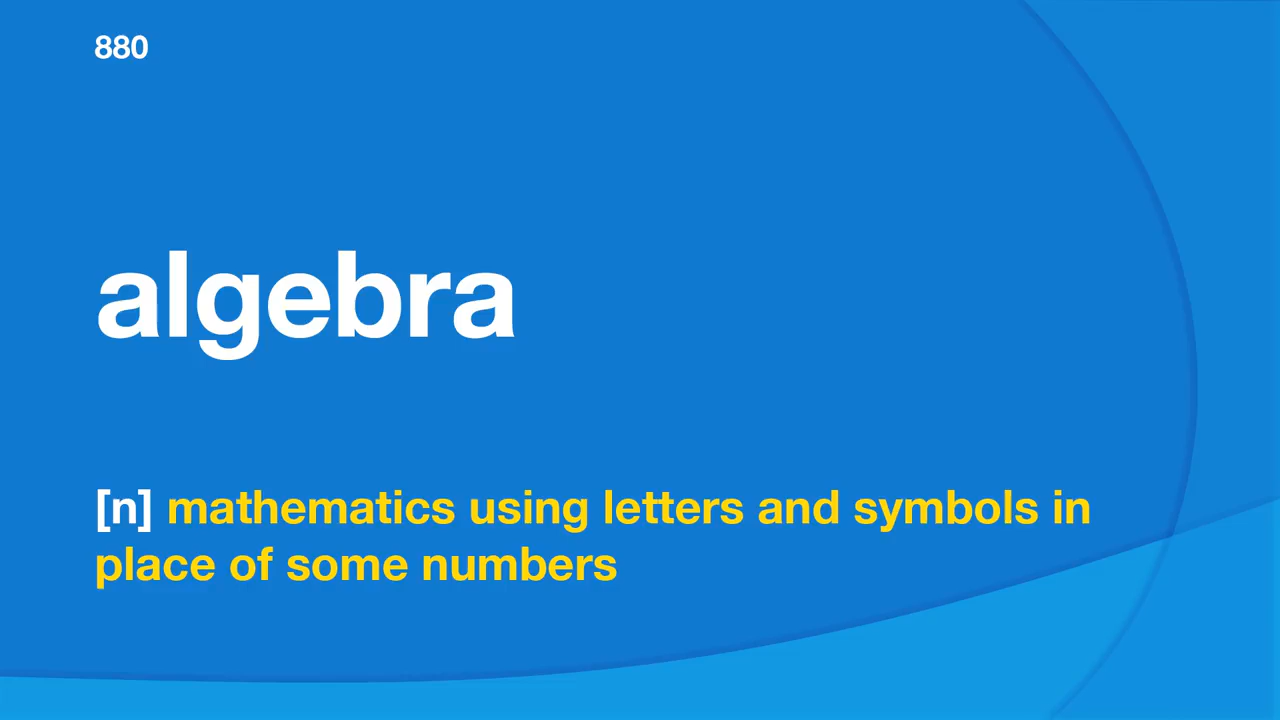 880
algebra
[n] mathematics using letters and symbols in
place of some numbers